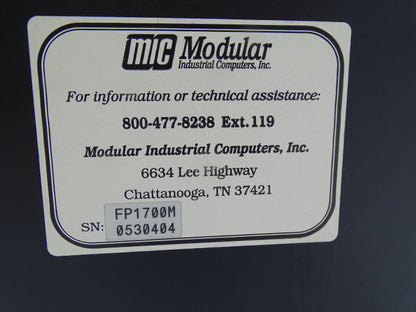 MIC Modular
Industrial Computers, Inc.
For information or technical assistance:
800-477-8238 Ext.119
Modular Industrial Computers, Inc.
6634 Lee Highway
Chattanooga, TN 37421
FP1700M
SN: 0530404